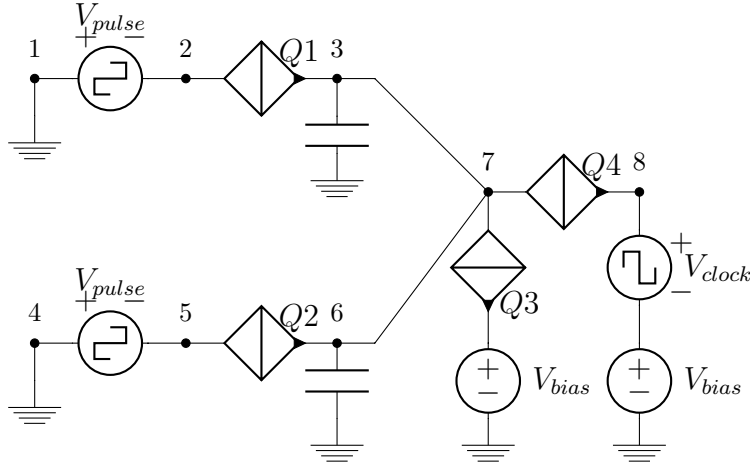 V_pulse
+ −
1 2 Q1 3
7 Q4 8
+
V_clock
−
V_pulse
+ −
4 5 Q2 6
Q3
+ − V_bias
+ − V_bias